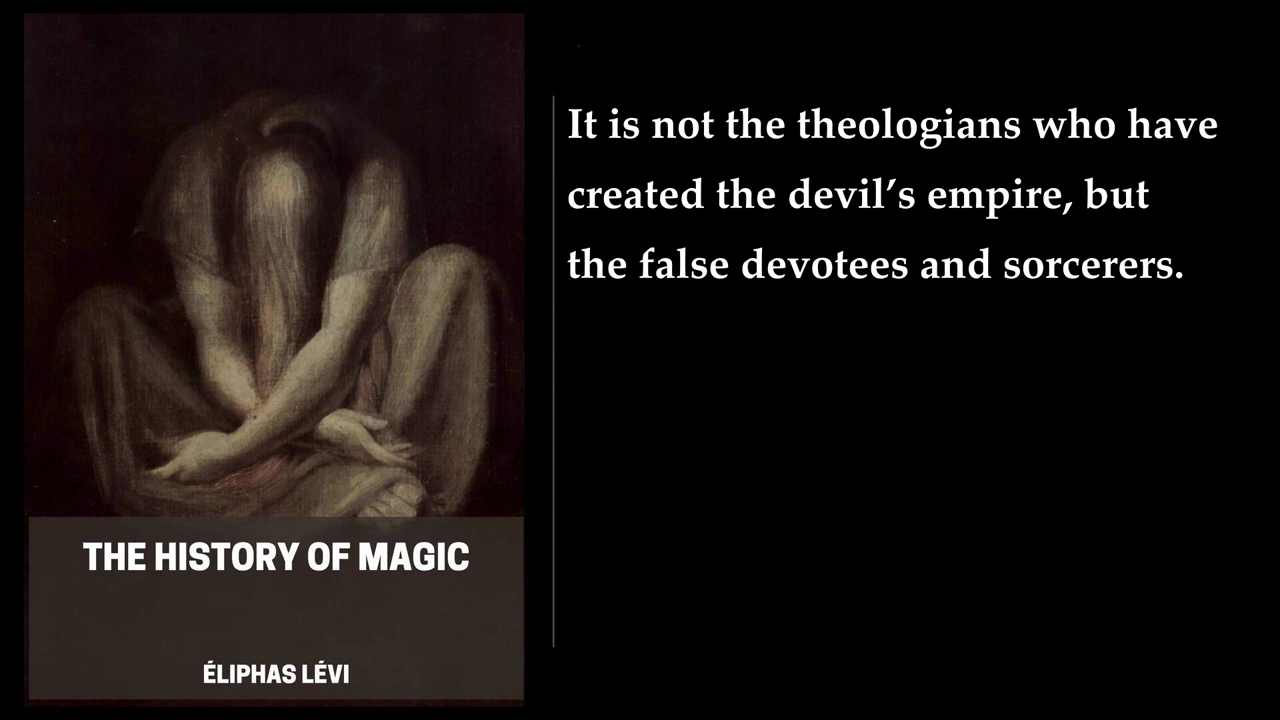 THE HISTORY OF MAGIC
ÉLIPHAS LÉVI
It is not the theologians who have
created the devil’s empire, but
the false devotees and sorcerers.